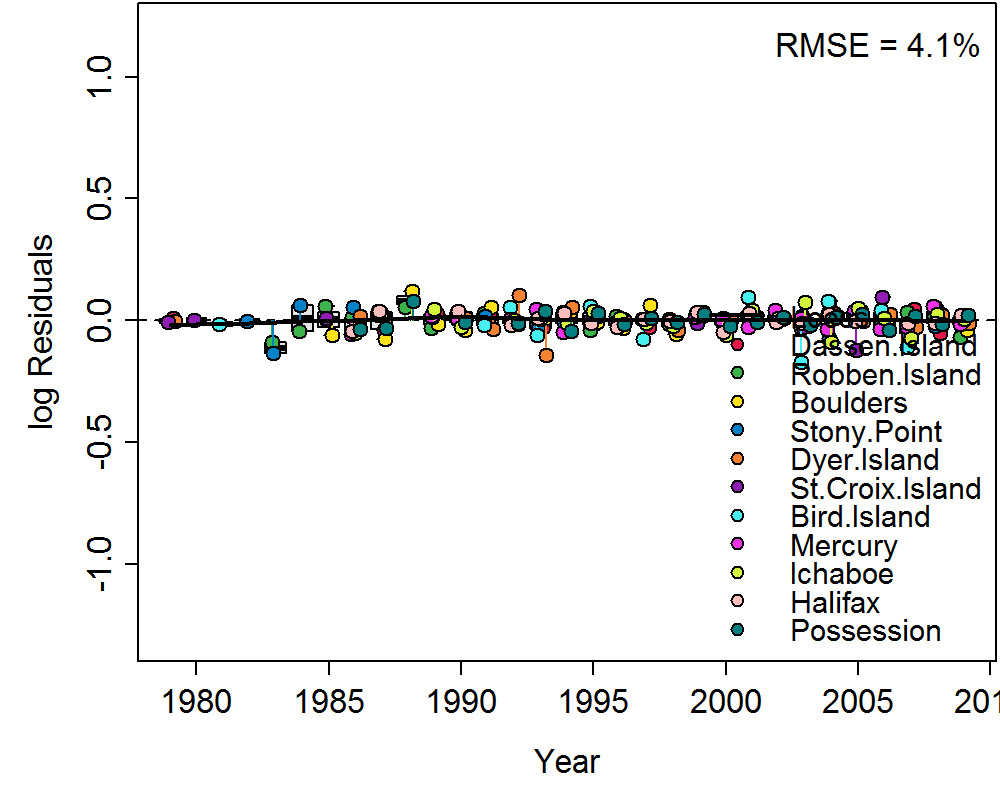 RMSE = 4.1%
1.0
0.5
0.0
-0.5
-1.0
log Residuals
Dassen.Island
Robben.Island
Boulders
Stony.Point
Dyer.Island
St.Croix.Island
Bird.Island
Mercury
Ichaboe
Halifax
Possession
1980 1985 1990 1995 2000 2005 201
Year